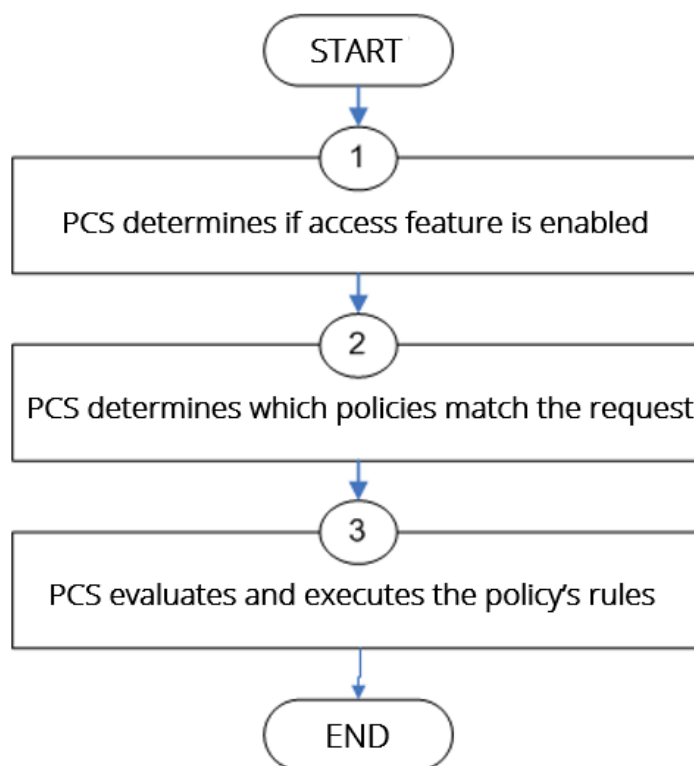 START
1
PCS determines if access feature is enabled
2
PCS determines which policies match the request
3
PCS evaluates and executes the policy’s rules
END